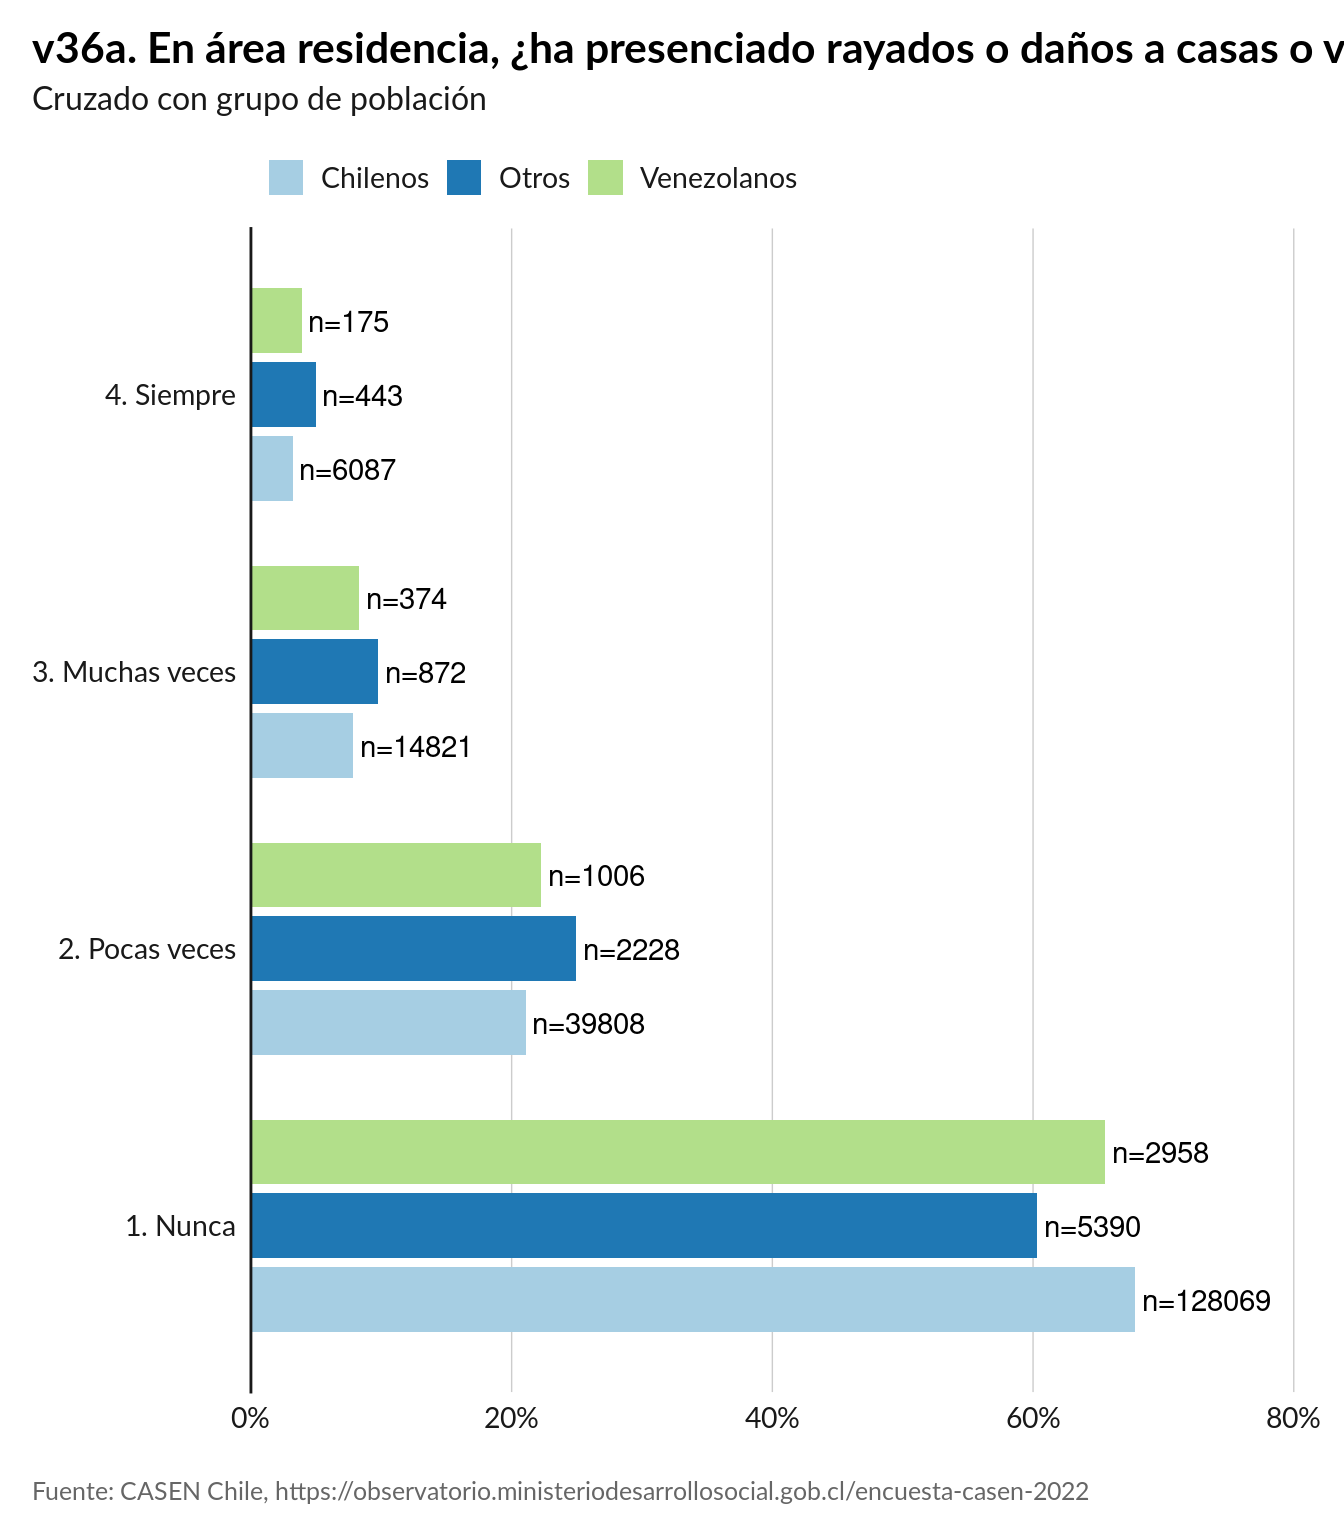 v36a. En área residencia, ¿ha presenciado rayados o daños a casas o v
Cruzado con grupo de población
Chilenos Otros Venezolanos
n=175
4. Siempre n=443
n=6087
n=374
3. Muchas veces n=872
n=14821
n=1006
2. Pocas veces n=2228
n=39808
n=2958
1. Nunca n=5390
n=128069
0% 20% 40% 60% 80%
Fuente: CASEN Chile, https://observatorio.ministeriodesarrollosocial.gob.cl/encuesta-casen-2022